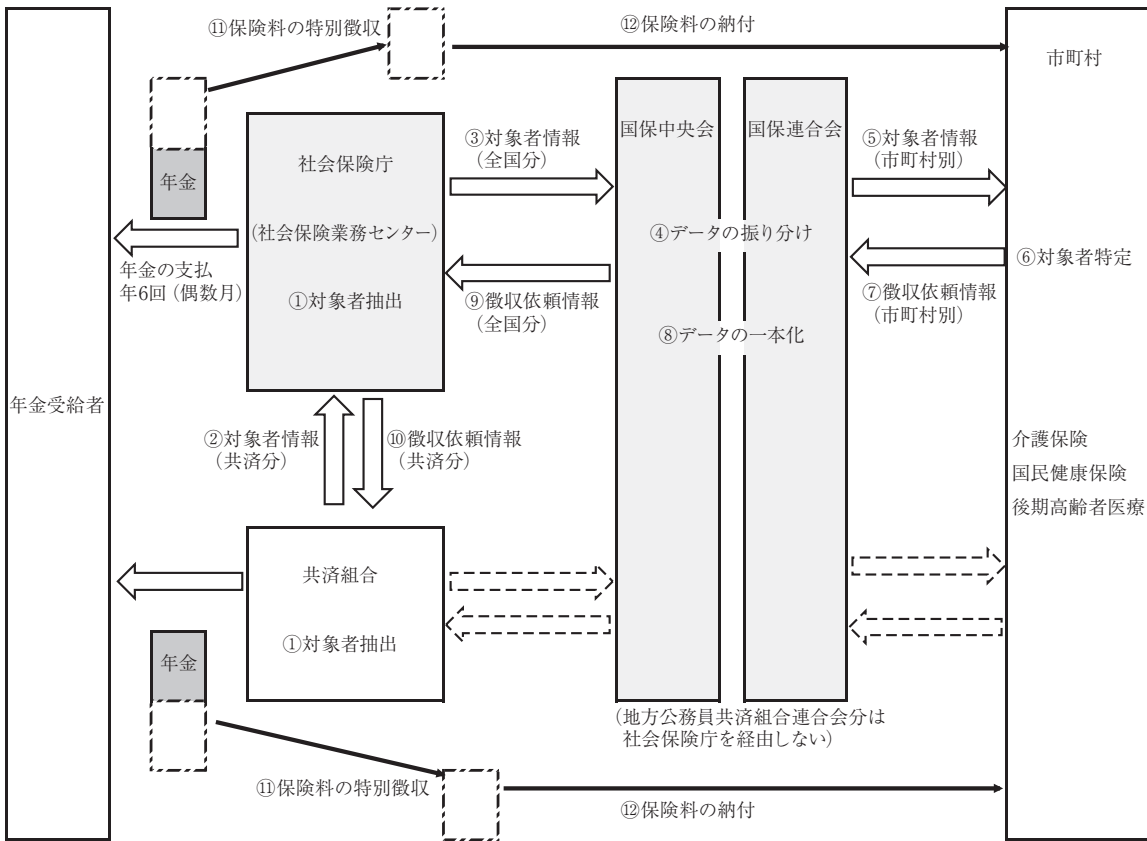 ⑪保険料の特別徴収
⑫保険料の納付
市町村
年金
社会保険庁
(社会保険業務センター)
①対象者抽出
国保中央会
国保連合会
③対象者情報
(全国分)
⑤対象者情報
(市町村別)
④データの振り分け
⑥対象者特定
年金の支払
年6回(偶数月)
⑨徴収依頼情報
(全国分)
⑦徴収依頼情報
(市町村別)
⑧データの一本化
年金受給者
②対象者情報
(共済分)
⑩徴収依頼情報
(共済分)
介護保険
国民健康保険
後期高齢者医療
共済組合
①対象者抽出
年金
(地方公務員共済組合連合会分は
社会保険庁を経由しない)
⑪保険料の特別徴収
⑫保険料の納付